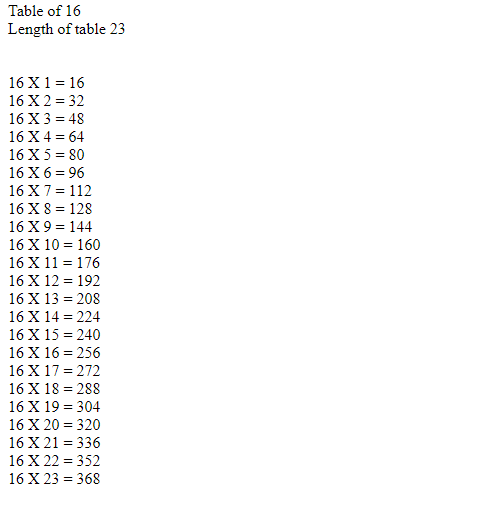 Table of 16
Length of table 23
16 X 1 = 16
16 X 2 = 32
16 X 3 = 48
16 X 4 = 64
16 X 5 = 80
16 X 6 = 96
16 X 7 = 112
16 X 8 = 128
16 X 9 = 144
16 X 10 = 160
16 X 11 = 176
16 X 12 = 192
16 X 13 = 208
16 X 14 = 224
16 X 15 = 240
16 X 16 = 256
16 X 17 = 272
16 X 18 = 288
16 X 19 = 304
16 X 20 = 320
16 X 21 = 336
16 X 22 = 352
16 X 23 = 368